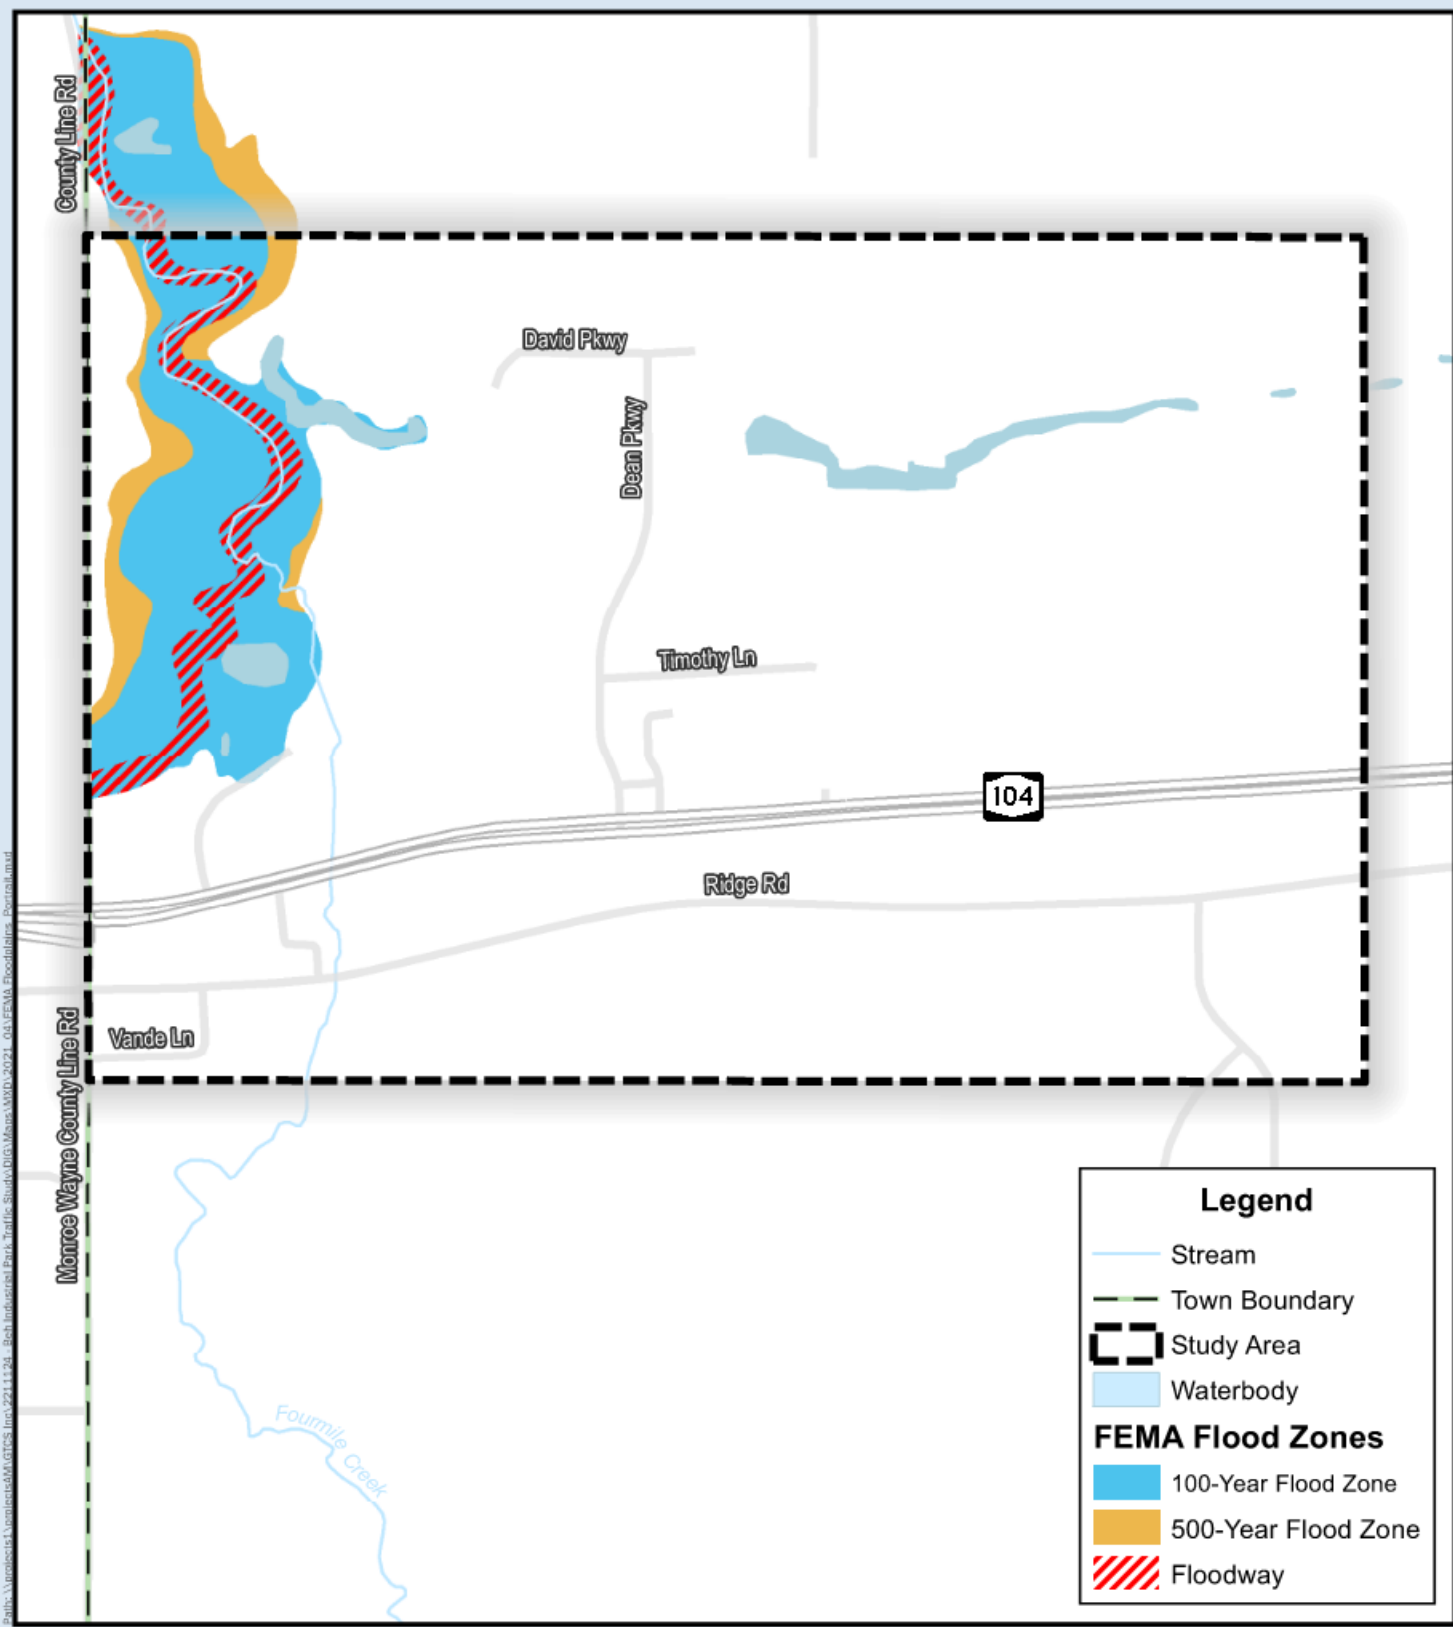 County Line Rd
David Pkwy
Dean Pkwy
Timothy Ln
104
Ridge Rd
Vande Ln
Monroe Wayne County Line Rd
Fourmile Creek
Legend
Stream
Town Boundary
Study Area
Waterbody
FEMA Flood Zones
100-Year Flood Zone
500-Year Flood Zone
Floodway